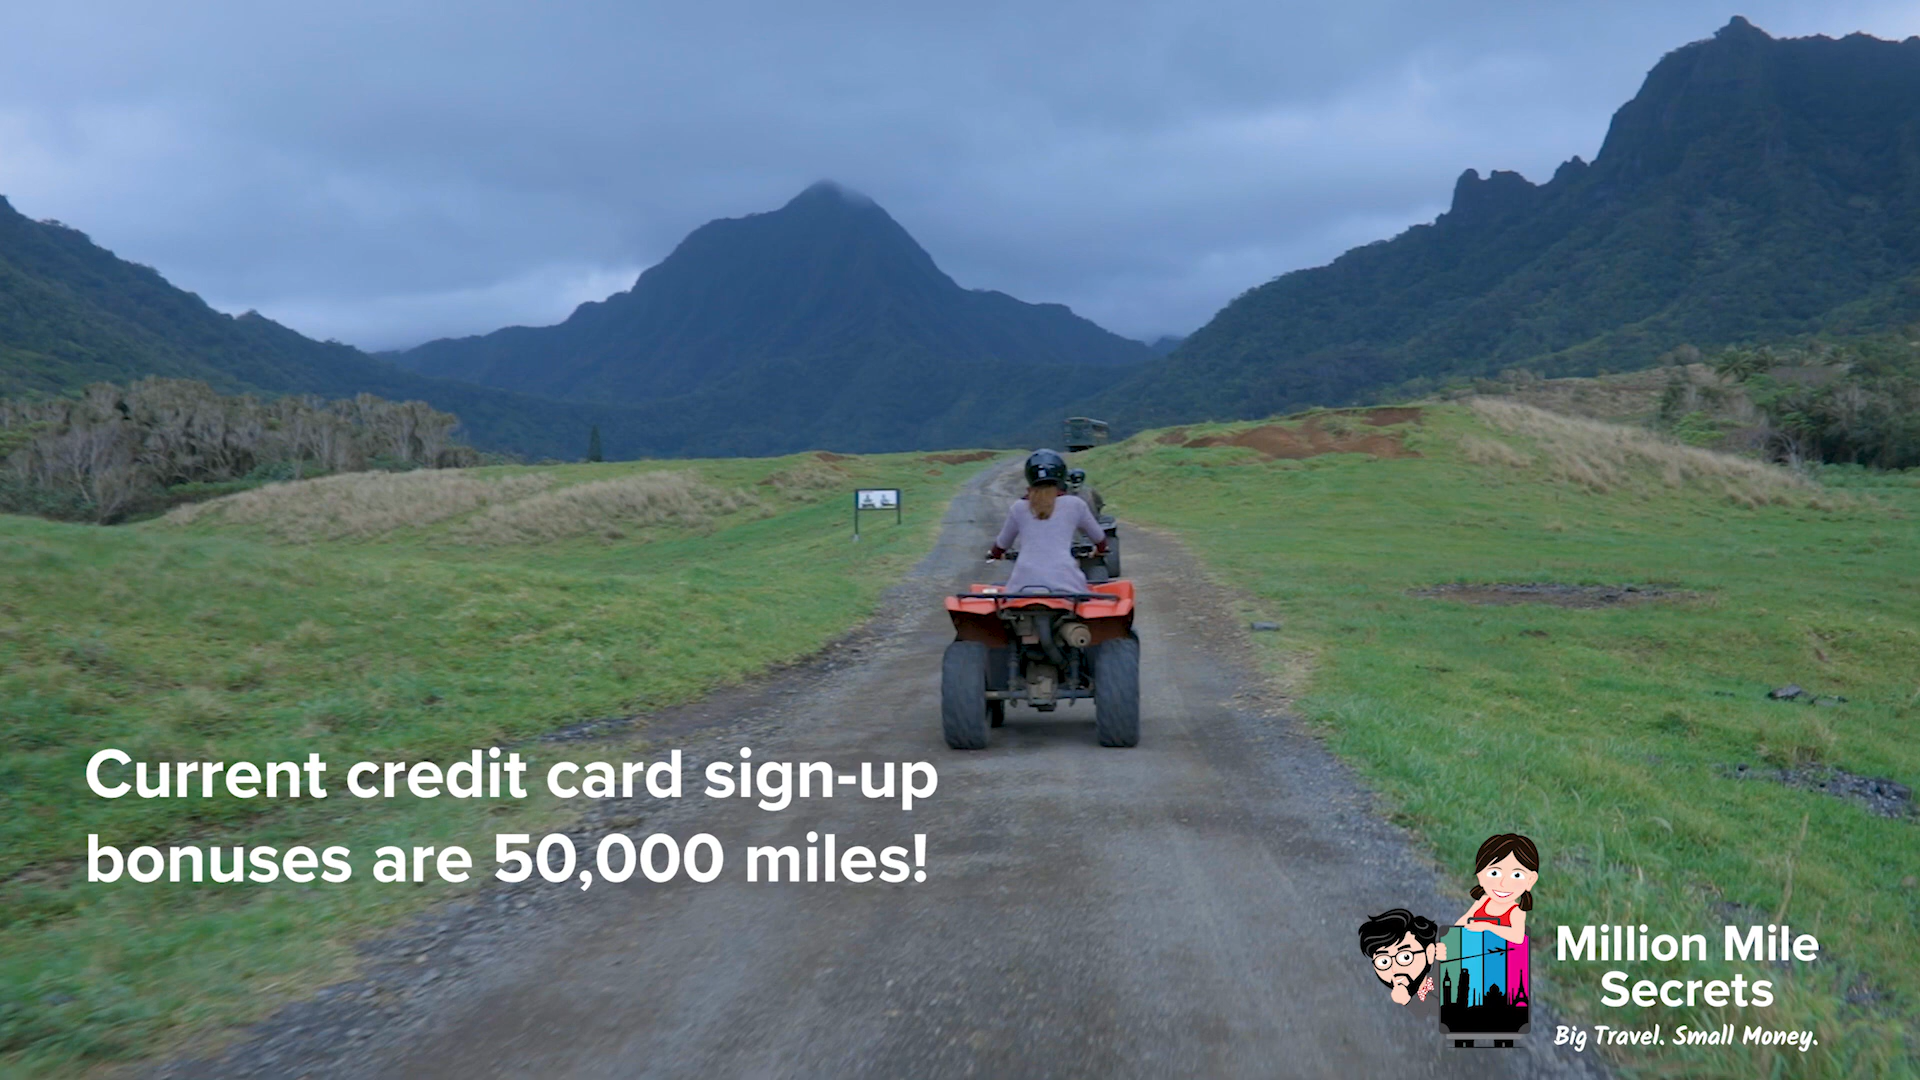 Current credit card sign-up
bonuses are 50,000 miles!
Million Mile
Secrets
Big Travel. Small Money.